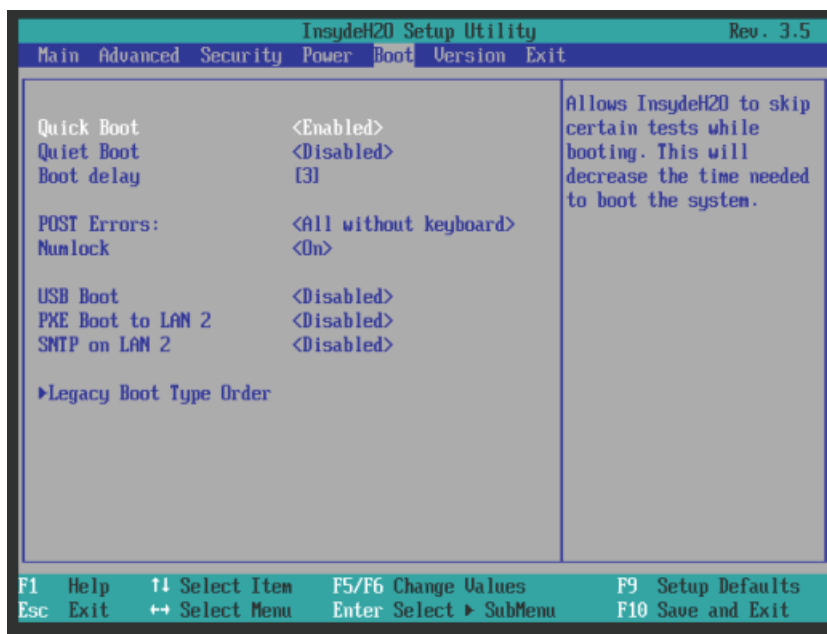 InsydeH2O Setup Utility Rev. 3.5
Main Advanced Security Power Boot Version Exit
Quick Boot <Enabled>
Quiet Boot <Disabled>
Boot delay [3]
POST Errors: <All without keyboard>
Numlock <On>
USB Boot <Disabled>
PXE Boot to LAN 2 <Disabled>
SNTP on LAN 2 <Disabled>
▶Legacy Boot Type Order
Allows InsydeH2O to skip
certain tests while
booting. This will
decrease the time needed
to boot the system.
F1 Help ↑↓ Select Item F5/F6 Change Values F9 Setup Defaults
Esc Exit ↔ Select Menu Enter Select ▶ SubMenu F10 Save and Exit